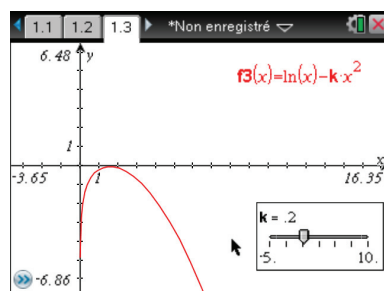 1.1 1.2 1.3 *Non enregistré
6.48 y
f3(x)=ln(x)-k·x²
1
x
-3.65 1 16.35
k = .2
-5. 10.
-6.86